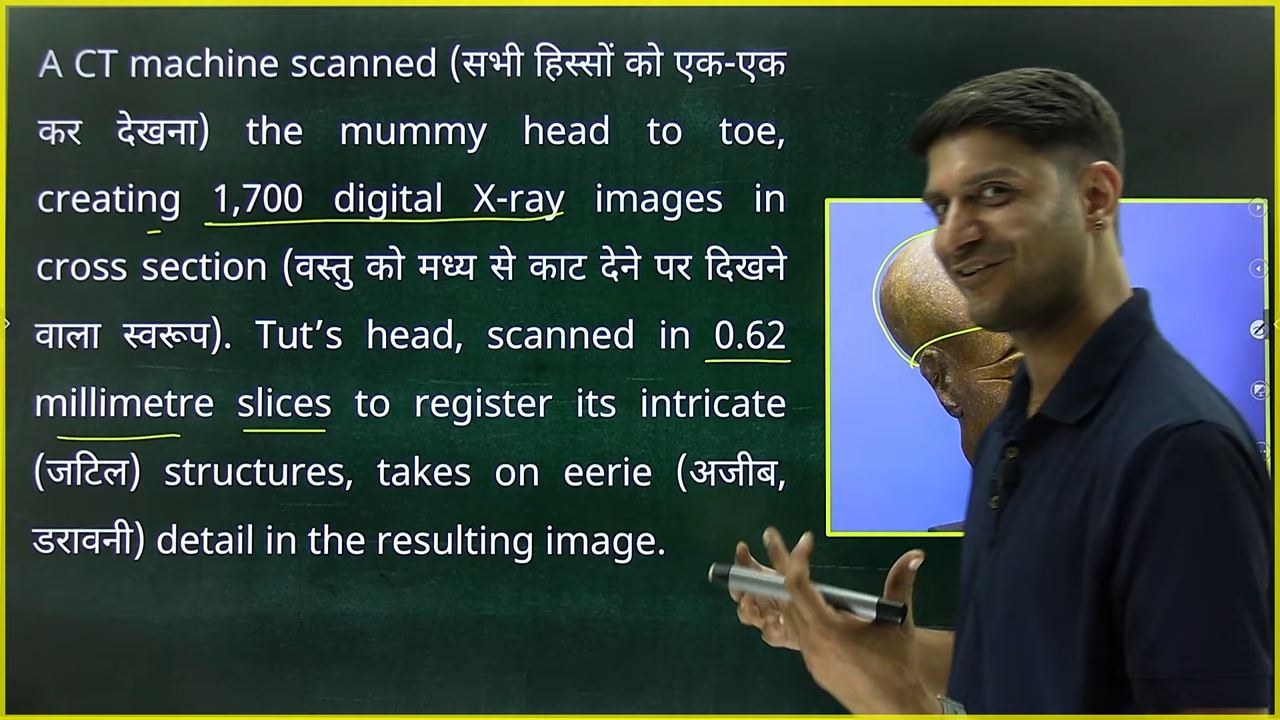 A CT machine scanned (सभी हिस्सों को एक-एक
कर देखना) the mummy head to toe,
creating 1,700 digital X-ray images in
cross section (वस्तु को मध्य से काट देने पर दिखने
वाला स्वरूप). Tut’s head, scanned in 0.62
millimetre slices to register its intricate
(जटिल) structures, takes on eerie (अजीब,
डरावनी) detail in the resulting image.